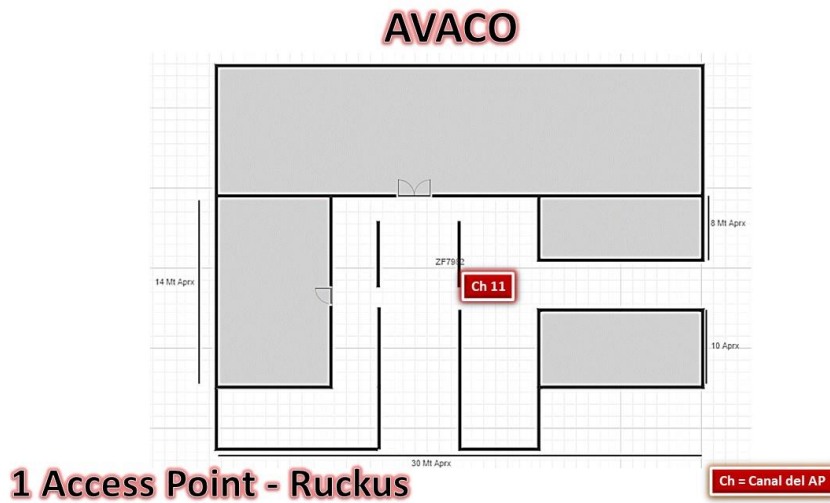 AVACO
8 Mt Aprx
ZF7982
14 Mt Aprx
Ch 11
10 Aprx
30 Mt Aprx
1 Access Point - Ruckus
Ch = Canal del AP